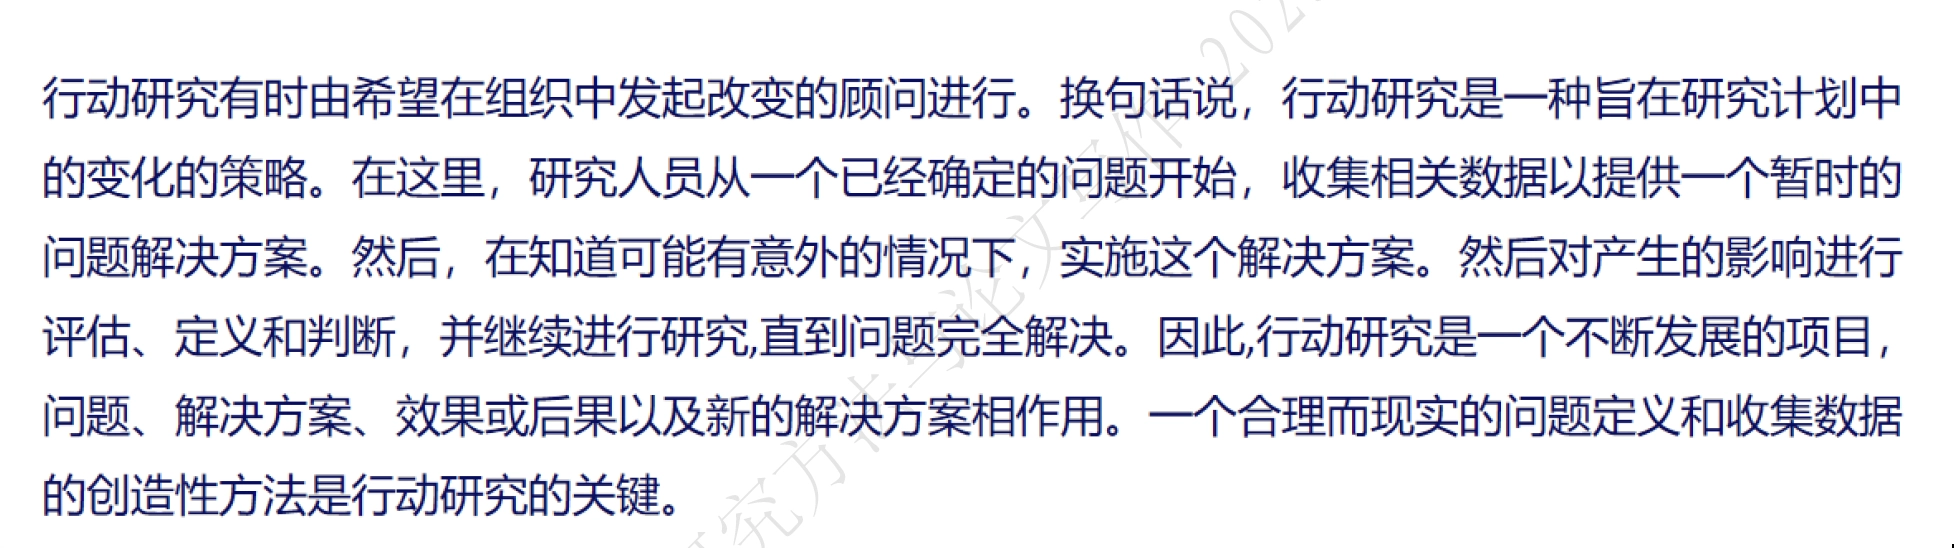 行动研究有时由希望在组织中发起改变的顾问进行。换句话说，行动研究是一种旨在研究计划中
的变化的策略。在这里，研究人员从一个已经确定的问题开始，收集相关数据以提供一个暂时的
问题解决方案。然后，在知道可能有意外的情况下，实施这个解决方案。然后对产生的影响进行
评估、定义和判断，并继续进行研究,直到问题完全解决。因此,行动研究是一个不断发展的项目，
问题、解决方案、效果或后果以及新的解决方案相作用。一个合理而现实的问题定义和收集数据
的创造性方法是行动研究的关键。
究方法与论文写作 202